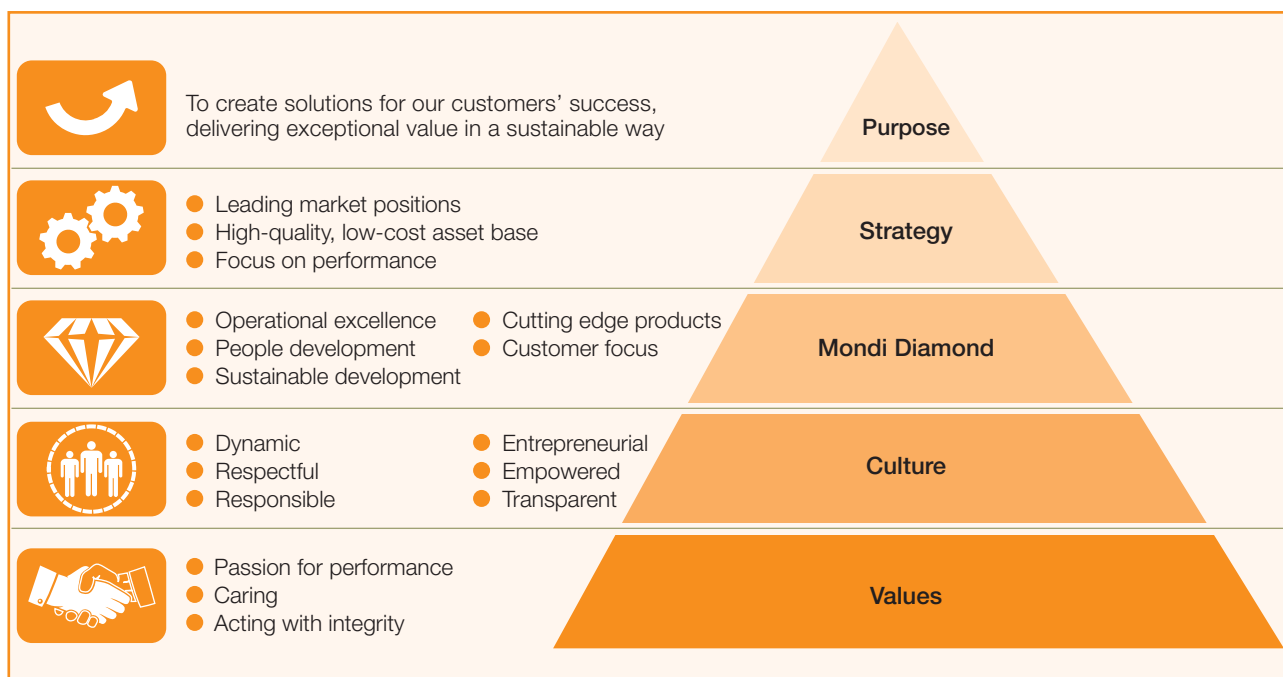 To create solutions for our customers’ success,
delivering exceptional value in a sustainable way
Purpose
Leading market positions
High-quality, low-cost asset base
Focus on performance
Strategy
Operational excellence
People development
Sustainable development
Cutting edge products
Customer focus
Mondi Diamond
Dynamic
Respectful
Responsible
Entrepreneurial
Empowered
Transparent
Culture
Passion for performance
Caring
Acting with integrity
Values